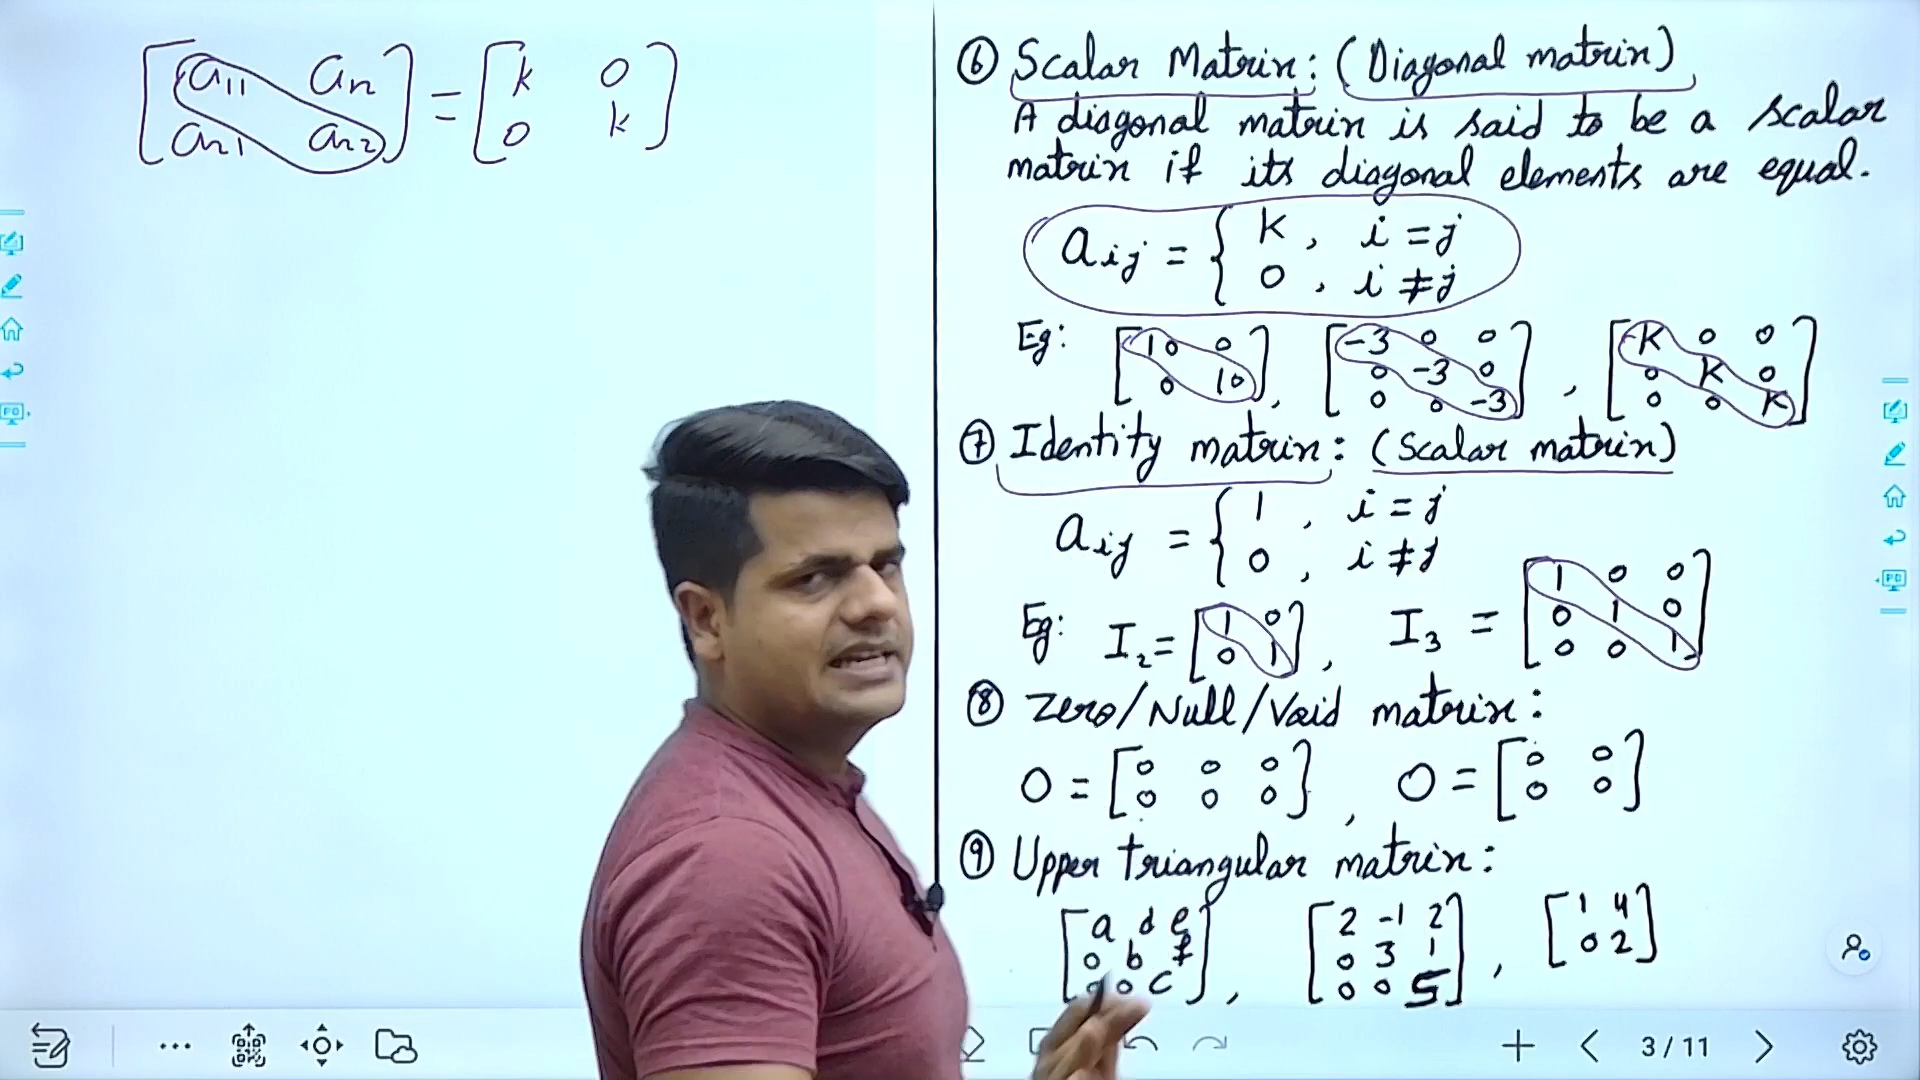 [a11 a12] = [k 0]
[a21 a22] [0 k]
⑥ Scalar Matrix: (Diagonal matrix)
A diagonal matrix is said to be a scalar
matrix if its diagonal elements are equal.
aij = { K, i = j
0, i ≠ j
Eg: [10 0 [-3 0 0 [K 0 0
0 10], 0 -3 0 , 0 K 0
0 0 -3] 0 0 K]
⑦ Identity matrix: (Scalar matrix)
aij = { 1, i = j
0, i ≠ j
Eg: I2 = [1 0 , I3 = [1 0 0
0 1] 0 1 0
0 0 1]
⑧ Zero/Null/Void matrix:
O = [0 0 0 , O = [0 0
0 0 0] 0 0]
⑨ Upper triangular matrix:
[a d e [2 -1 2 [1 4
0 b f 0 3 1 , 0 2]
0 0 c], 0 0 5]
3 / 11